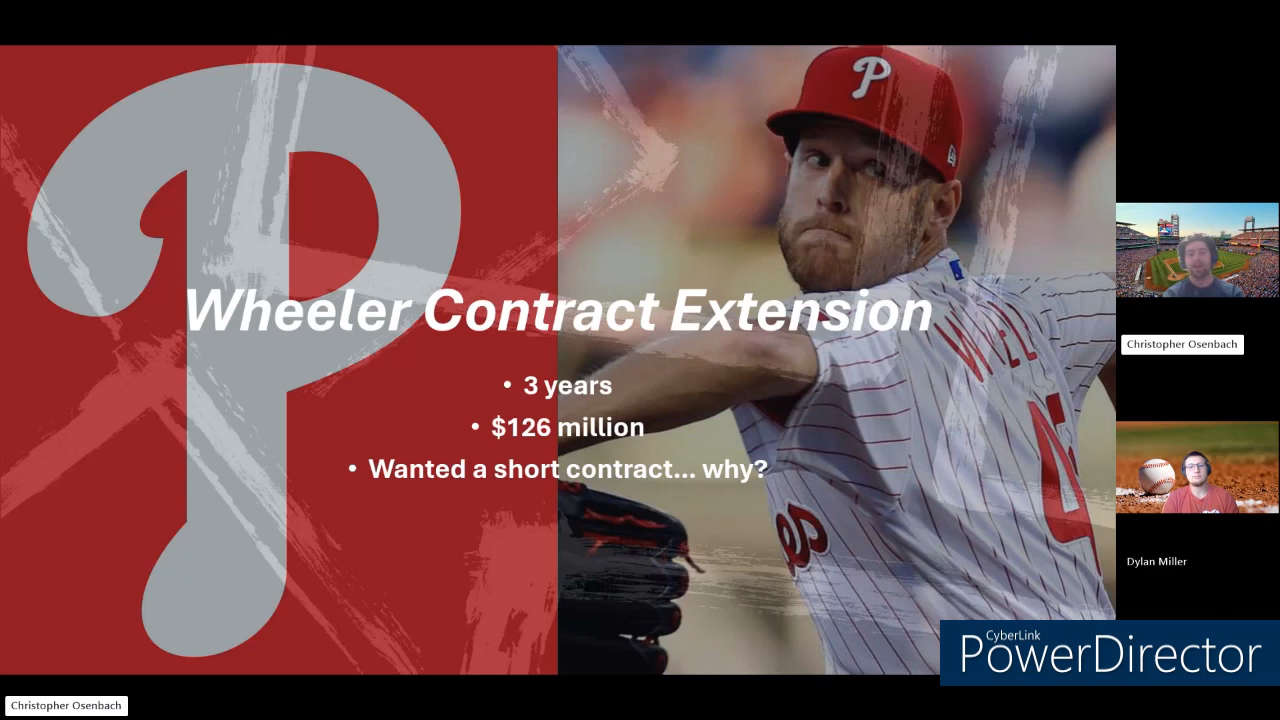 Wheeler Contract Extension
• 3 years
• $126 million
• Wanted a short contract... why?
Christopher Osenbach
Dylan Miller
CyberLink
PowerDirector
Christopher Osenbach